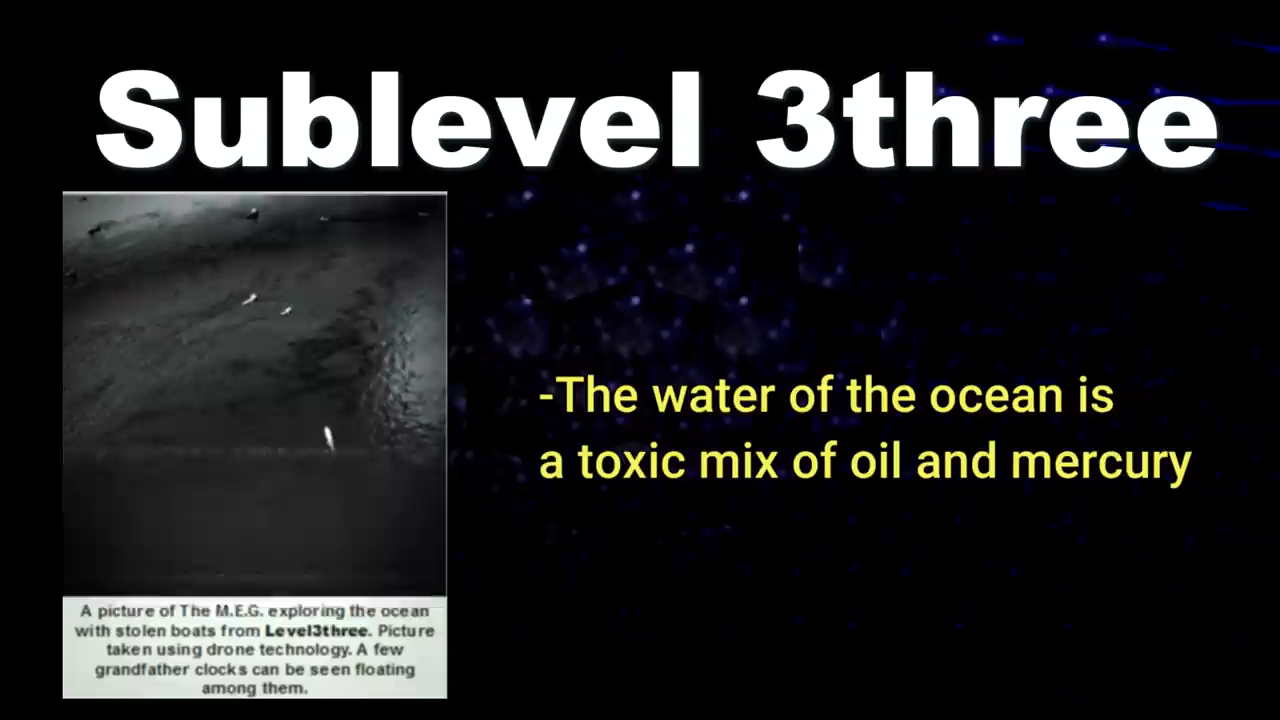 Sublevel 3three
-The water of the ocean is
a toxic mix of oil and mercury
A picture of The M.E.G. exploring the ocean
with stolen boats from Level3three. Picture
taken using drone technology. A few
grandfather clocks can be seen floating
among them.